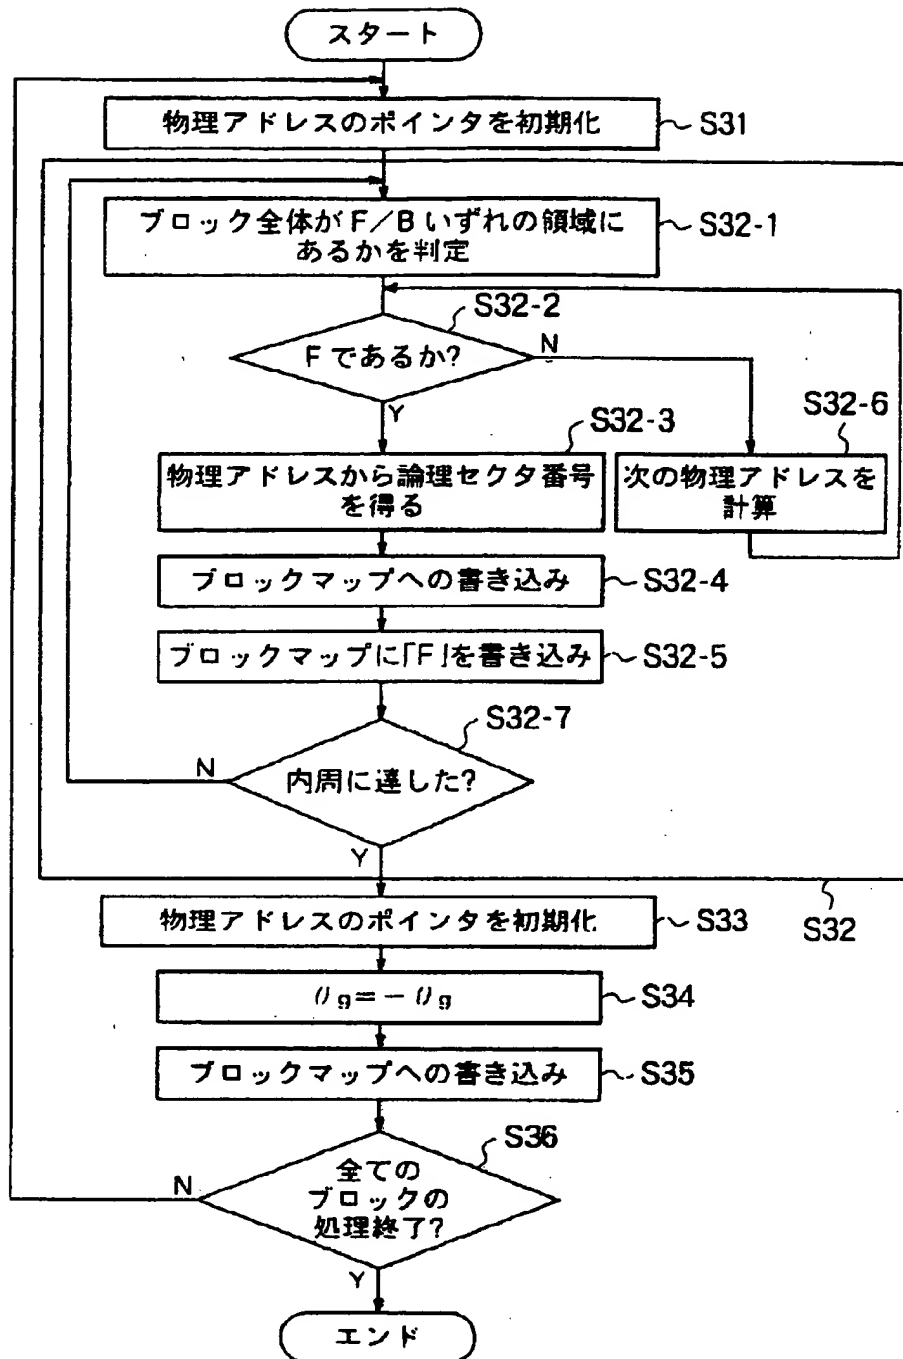 スタート
物理アドレスのポインタを初期化
S31
ブロック全体がF/Bいずれの領域に
あるかを判定
S32-1
S32-2
Fであるか?
N
Y
S32-3
物理アドレスから論理セクタ番号
を得る
S32-6
次の物理アドレスを
計算
ブロックマップへの書き込み
S32-4
ブロックマップに「F」を書き込み
S32-5
S32-7
内周に達した?
N
Y
S32
物理アドレスのポインタを初期化
S33
θg=-θg
S34
ブロックマップへの書き込み
S35
S36
全ての
ブロックの
処理終了?
N
Y
エンド